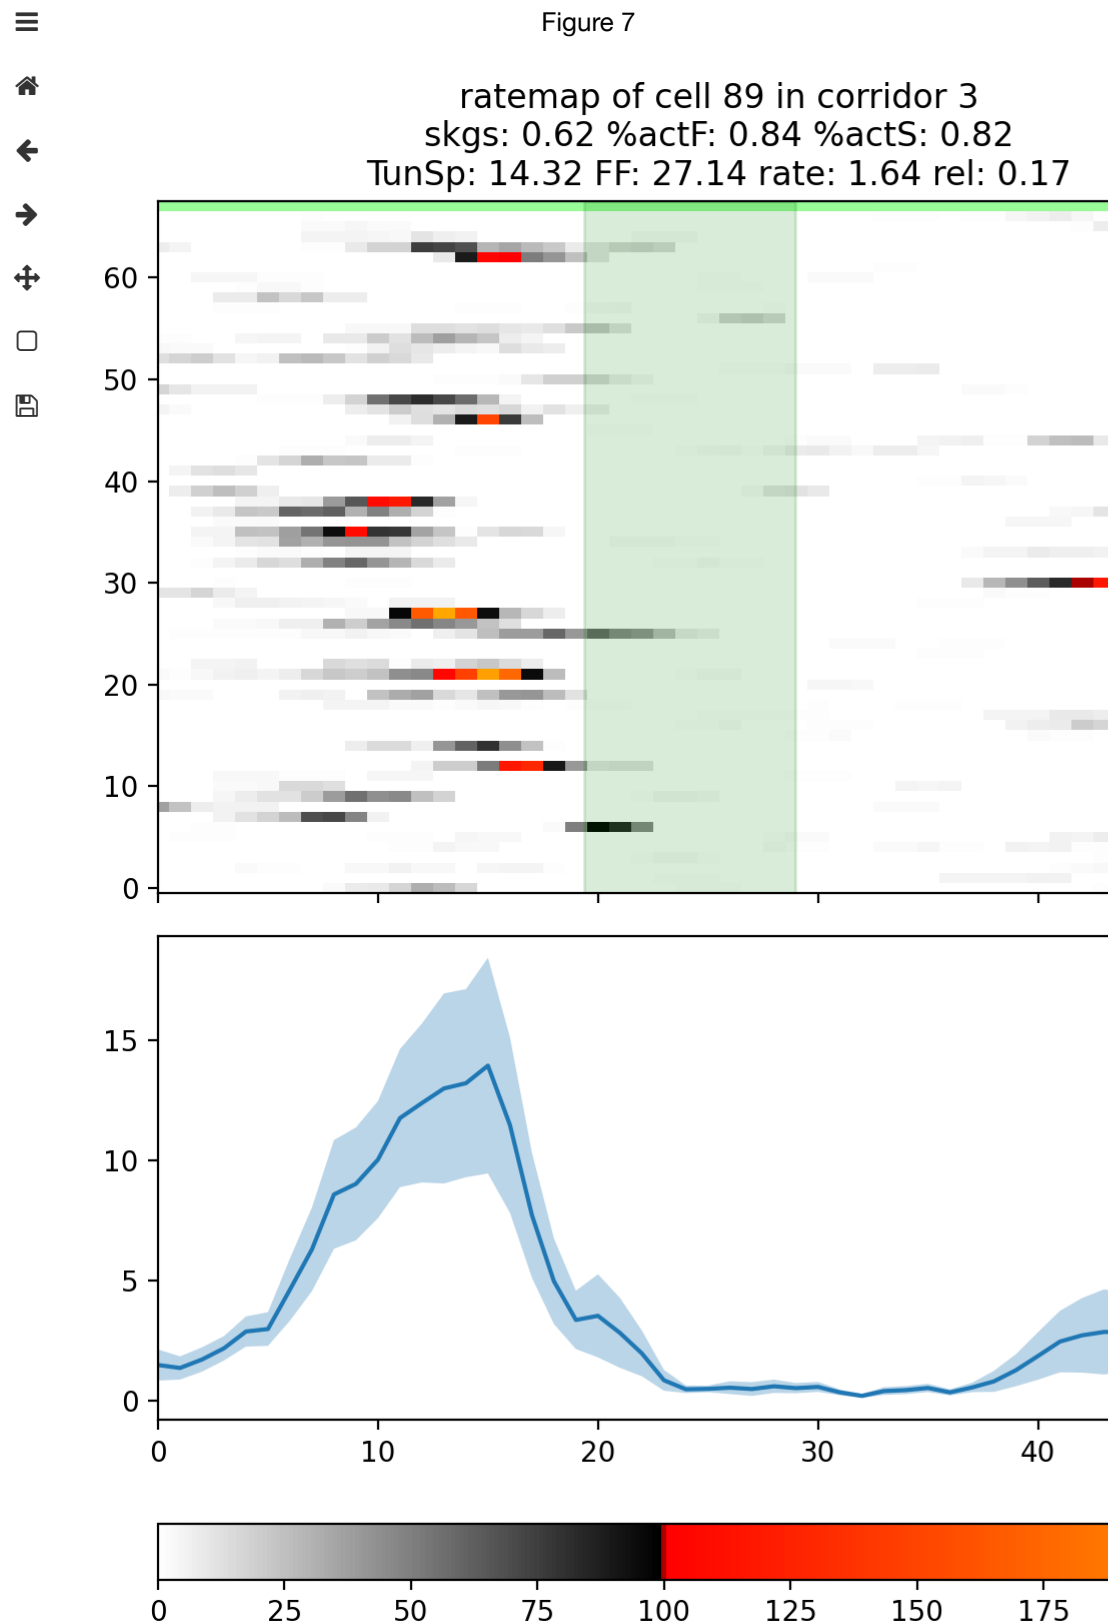 Figure 7
ratemap of cell 89 in corridor 3
skgs: 0.62 %actF: 0.84 %actS: 0.82
TunSp: 14.32 FF: 27.14 rate: 1.64 rel: 0.17
60
50
40
30
20
10
0
15
10
5
0
0 10 20 30 40
0 25 50 75 100 125 150 175